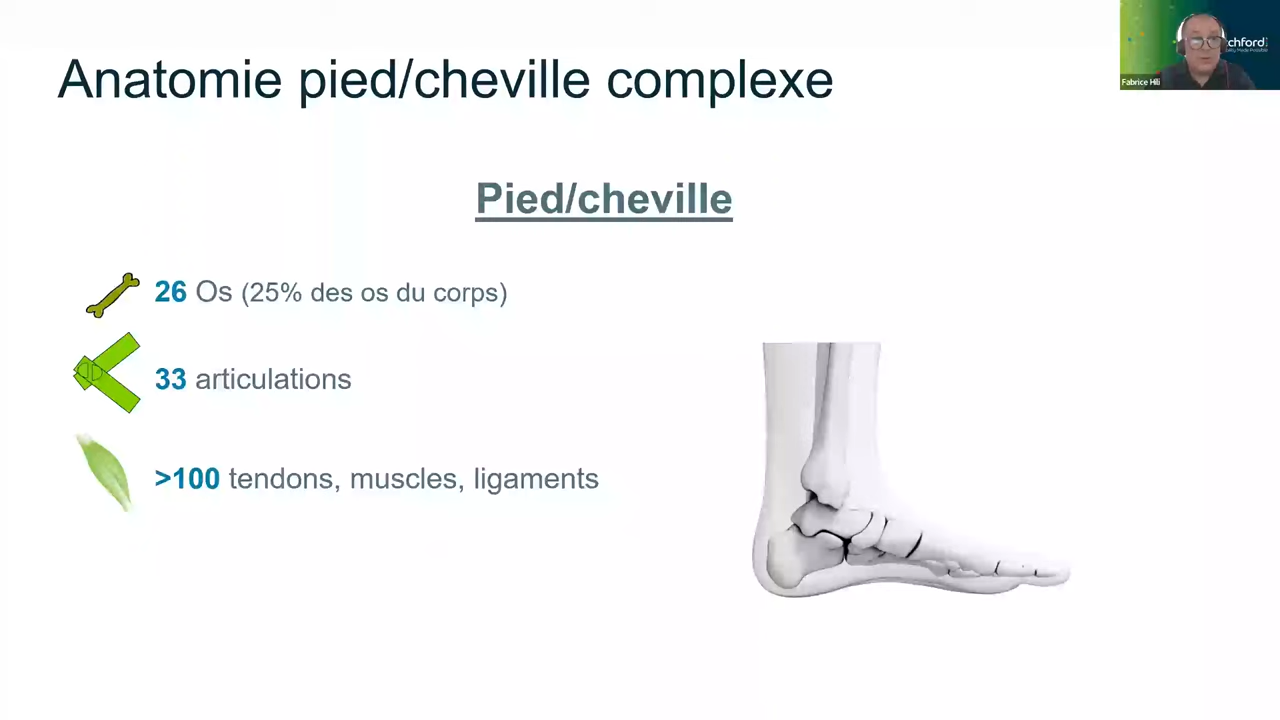 Anatomie pied/cheville complexe
chford
Fabrice Hili
Pied/cheville
26 Os (25% des os du corps)
33 articulations
>100 tendons, muscles, ligaments